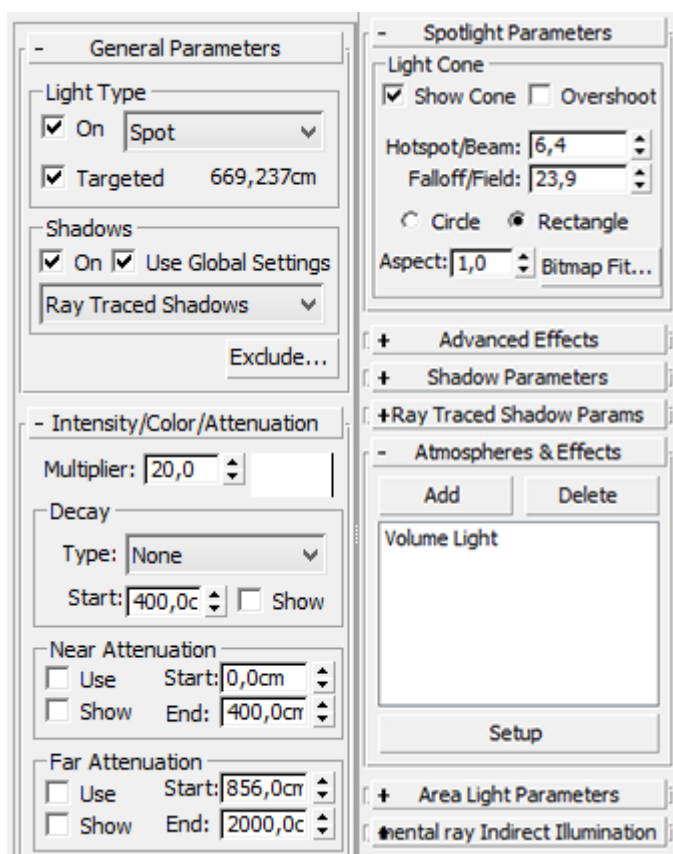 - General Parameters
Light Type
On Spot
Targeted 669,237cm
Shadows
On Use Global Settings
Ray Traced Shadows
Exclude...
- Intensity/Color/Attenuation
Multiplier: 20,0
Decay
Type: None
Start: 400,0c Show
Near Attenuation
Use Start: 0,0cm
Show End: 400,0cm
Far Attenuation
Use Start: 856,0cm
Show End: 2000,0c
- Spotlight Parameters
Light Cone
Show Cone Overshoot
Hotspot/Beam: 6,4
Falloff/Field: 23,9
Circle Rectangle
Aspect: 1,0 Bitmap Fit...
+ Advanced Effects
+ Shadow Parameters
+Ray Traced Shadow Params
- Atmospheres & Effects
Add Delete
Volume Light
Setup
+ Area Light Parameters
+mental ray Indirect Illumination